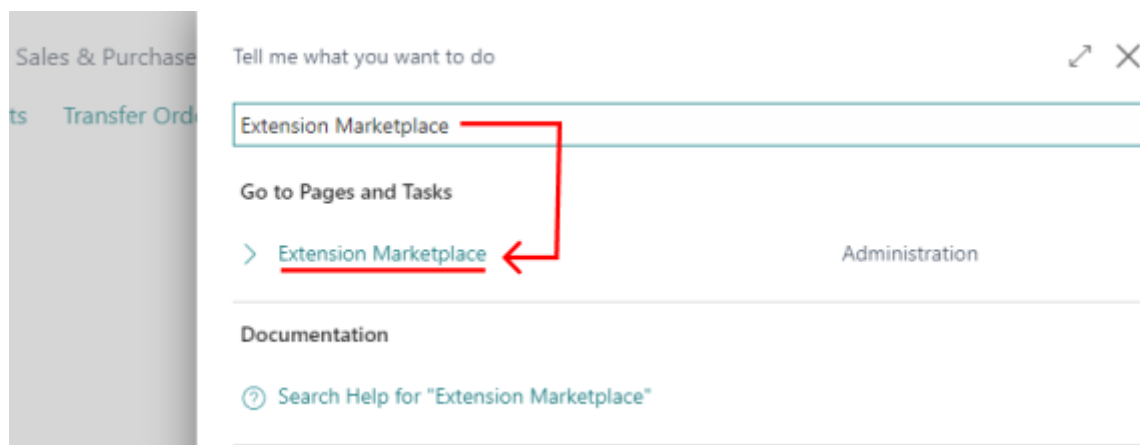 Sales & Purchase
Tell me what you want to do
ts Transfer Ord
Extension Marketplace
Go to Pages and Tasks
Extension Marketplace Administration
Documentation
Search Help for "Extension Marketplace"